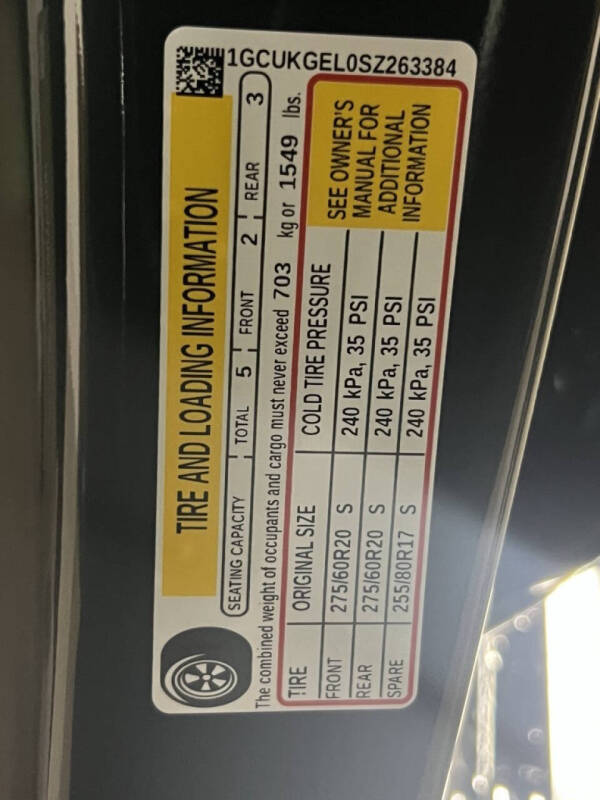 1GCUKGEL0SZ263384
TIRE AND LOADING INFORMATION
SEATING CAPACITY TOTAL 5 FRONT 2 REAR 3
The combined weight of occupants and cargo must never exceed 703 kg or 1549 lbs.
TIRE ORIGINAL SIZE COLD TIRE PRESSURE
FRONT 275/60R20 S 240 kPa, 35 PSI
REAR 275/60R20 S 240 kPa, 35 PSI
SPARE 255/80R17 S 240 kPa, 35 PSI
SEE OWNER'S
MANUAL FOR
ADDITIONAL
INFORMATION